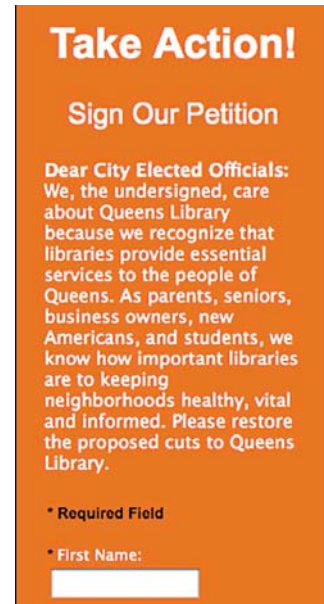 Take Action!
Sign Our Petition
Dear City Elected Officials:
We, the undersigned, care
about Queens Library
because we recognize that
libraries provide essential
services to the people of
Queens. As parents, seniors,
business owners, new
Americans, and students, we
know how important libraries
are to keeping
neighborhoods healthy, vital
and informed. Please restore
the proposed cuts to Queens
Library.
* Required Field
* First Name: